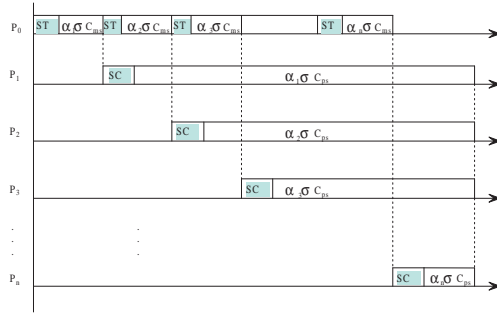 P0 ST α1σ Cms ST α2σ Cms ST α3σ Cms ST αnσ Cms
P1 SC α1σ Cps
P2 SC α2σ Cps
P3 SC α3σ Cps
. .
. .
. .
Pn SC αnσ Cps